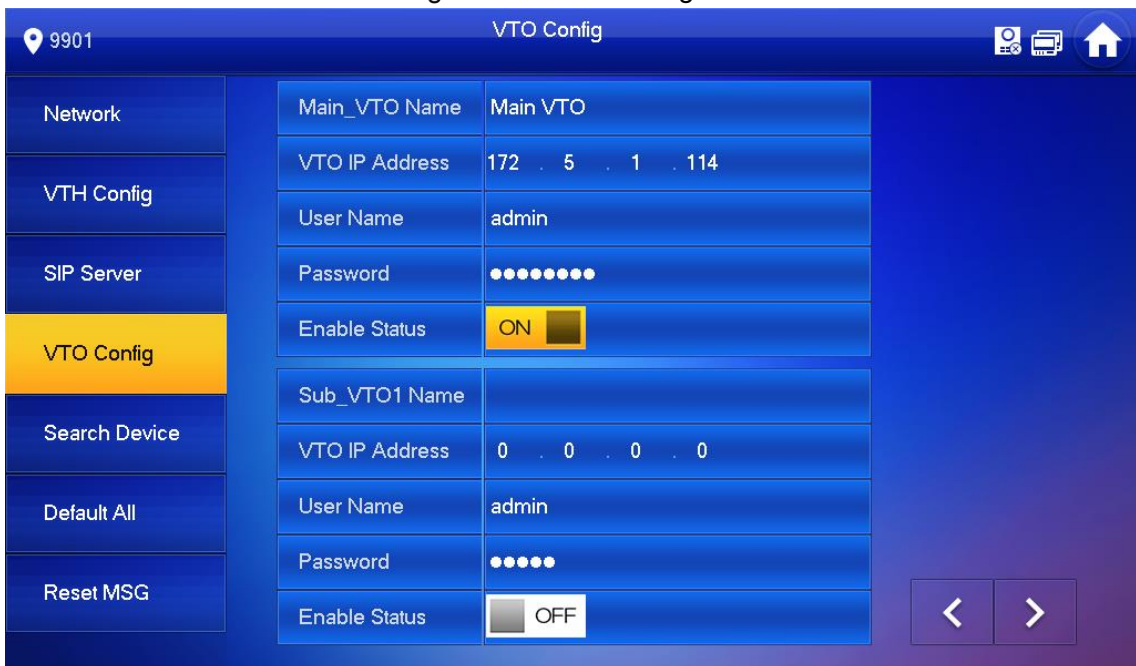 9901
VTO Config
Network
VTH Config
SIP Server
VTO Config
Search Device
Default All
Reset MSG
Main_VTO Name Main VTO
VTO IP Address 172 . 5 . 1 . 114
User Name admin
Password ●●●●●●●●
Enable Status ON
Sub_VTO1 Name
VTO IP Address 0 . 0 . 0 . 0
User Name admin
Password ●●●●●
Enable Status OFF